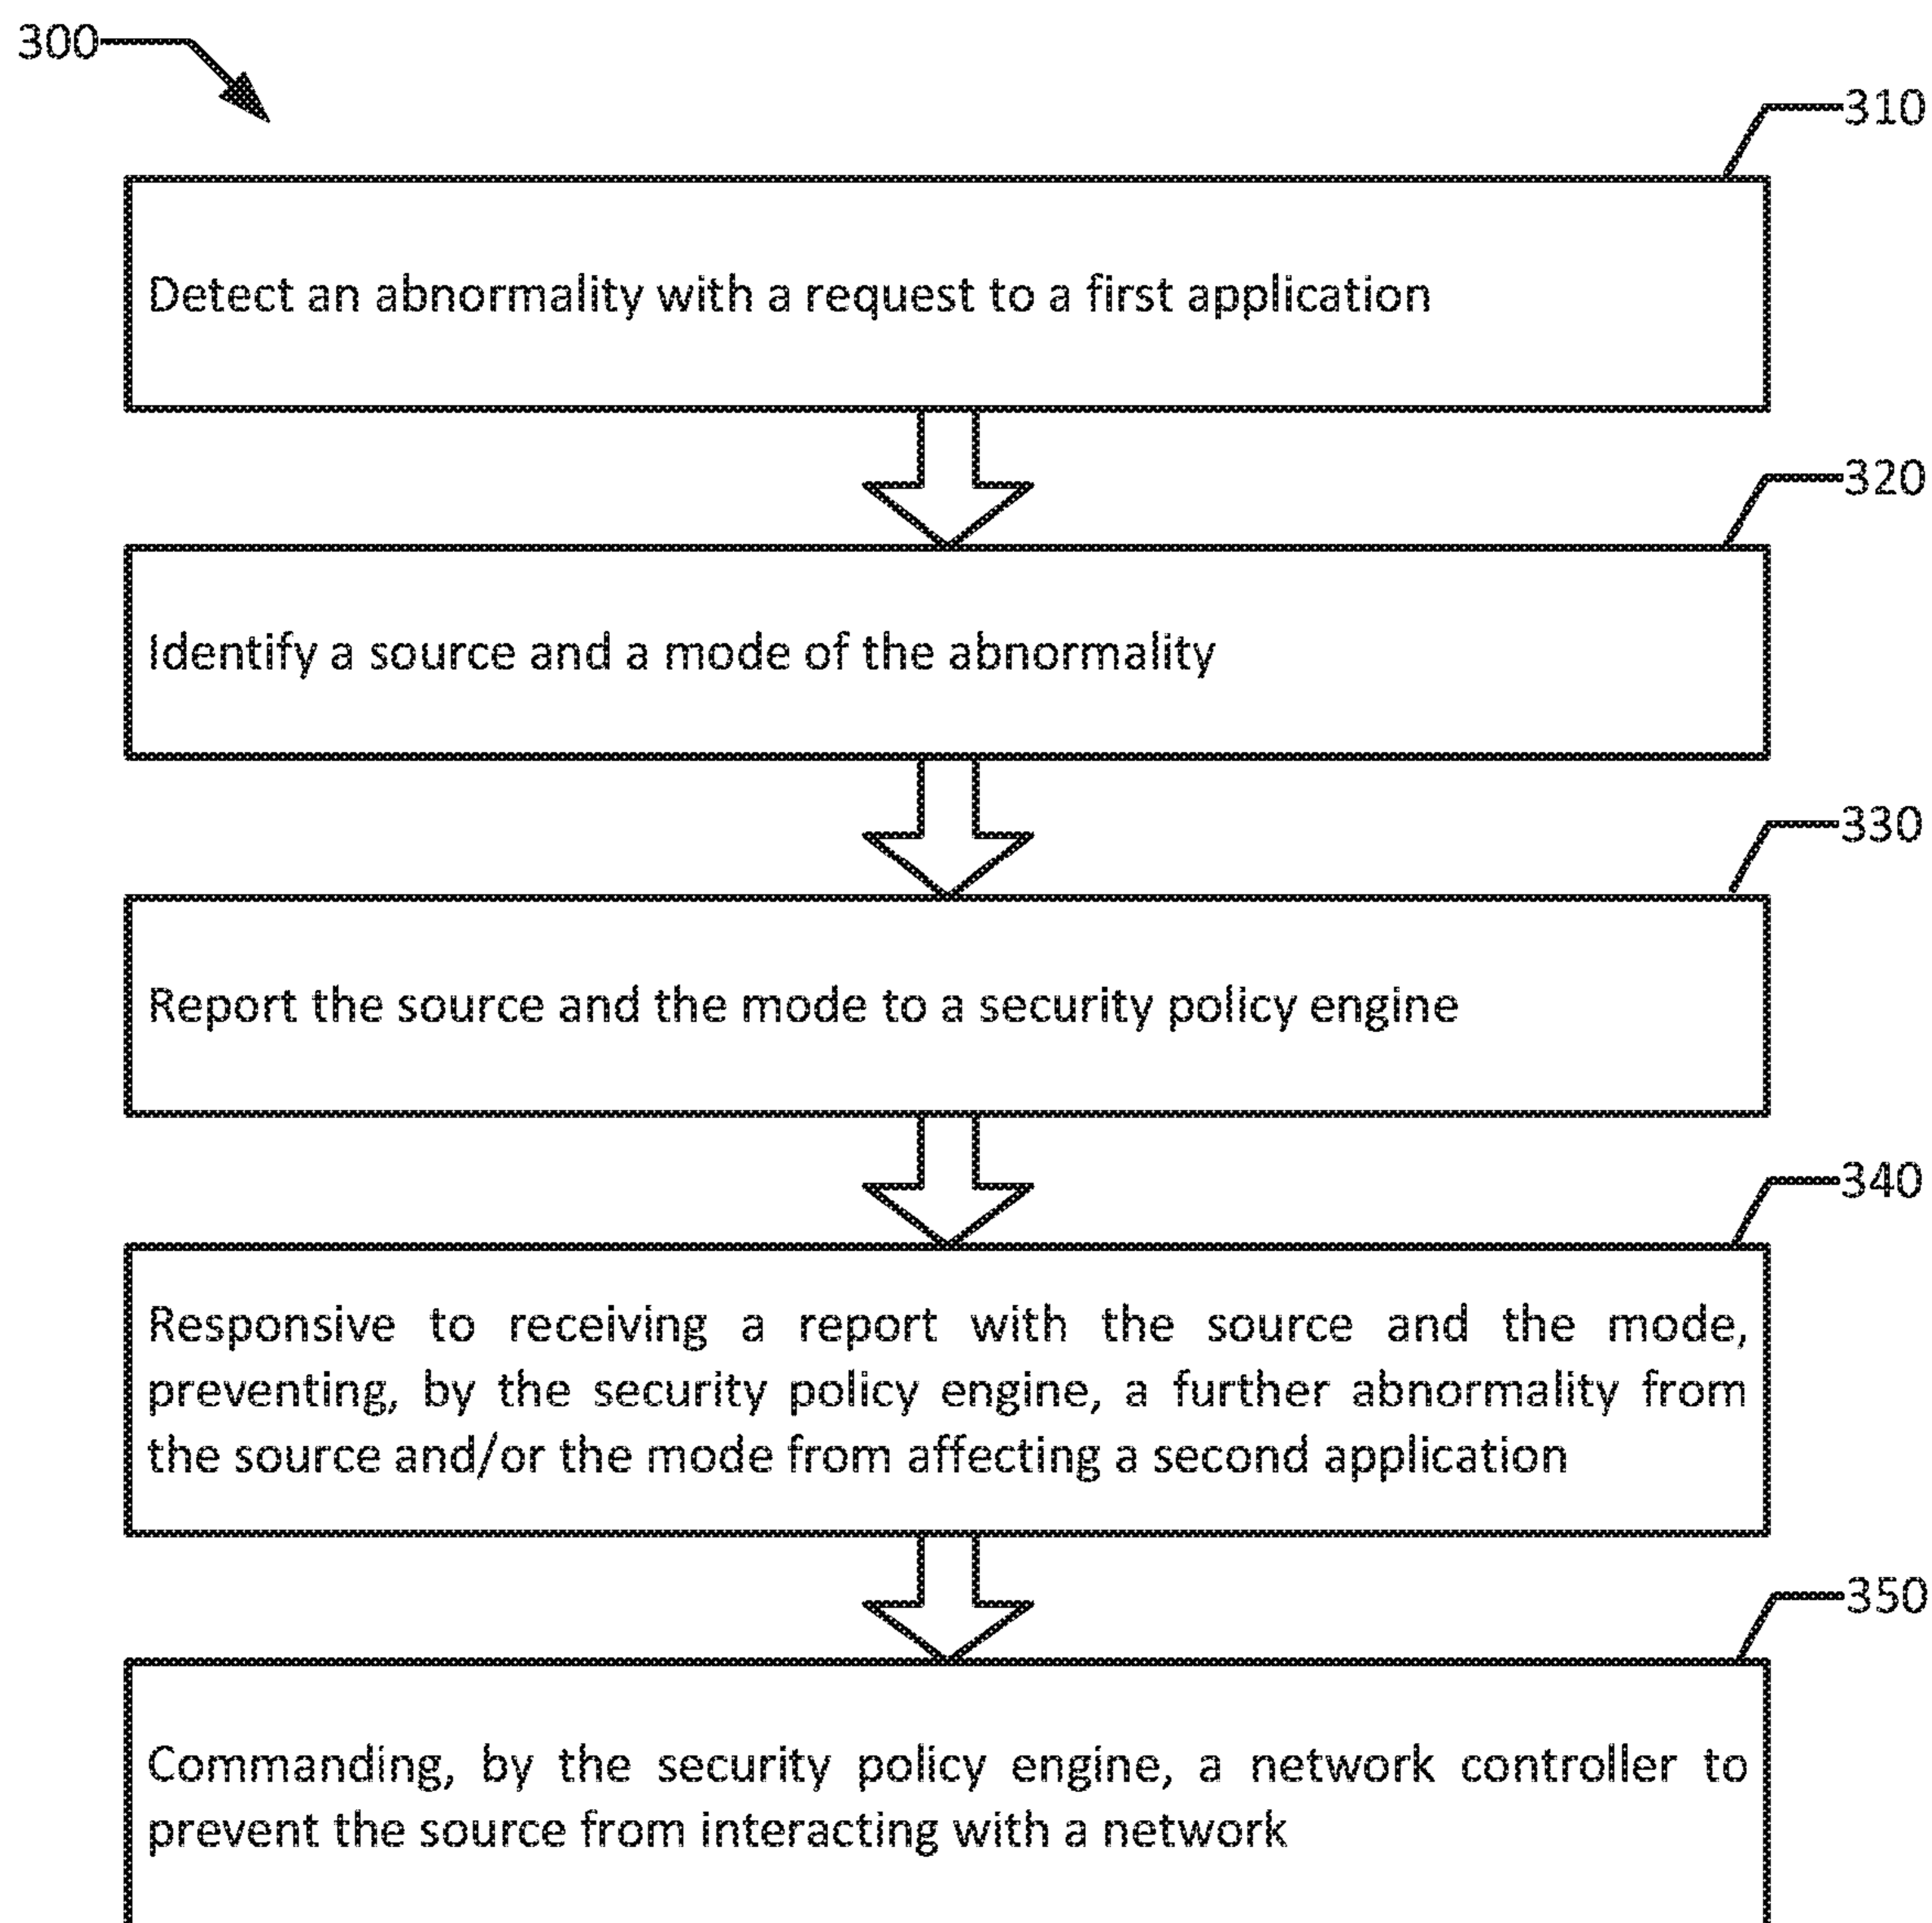 300
310
Detect an abnormality with a request to a first application
320
Identify a source and a mode of the abnormality
330
Report the source and the mode to a security policy engine
340
Responsive to receiving a report with the source and the mode,
preventing, by the security policy engine, a further abnormality from
the source and/or the mode from affecting a second application
350
Commanding, by the security policy engine, a network controller to
prevent the source from interacting with a network